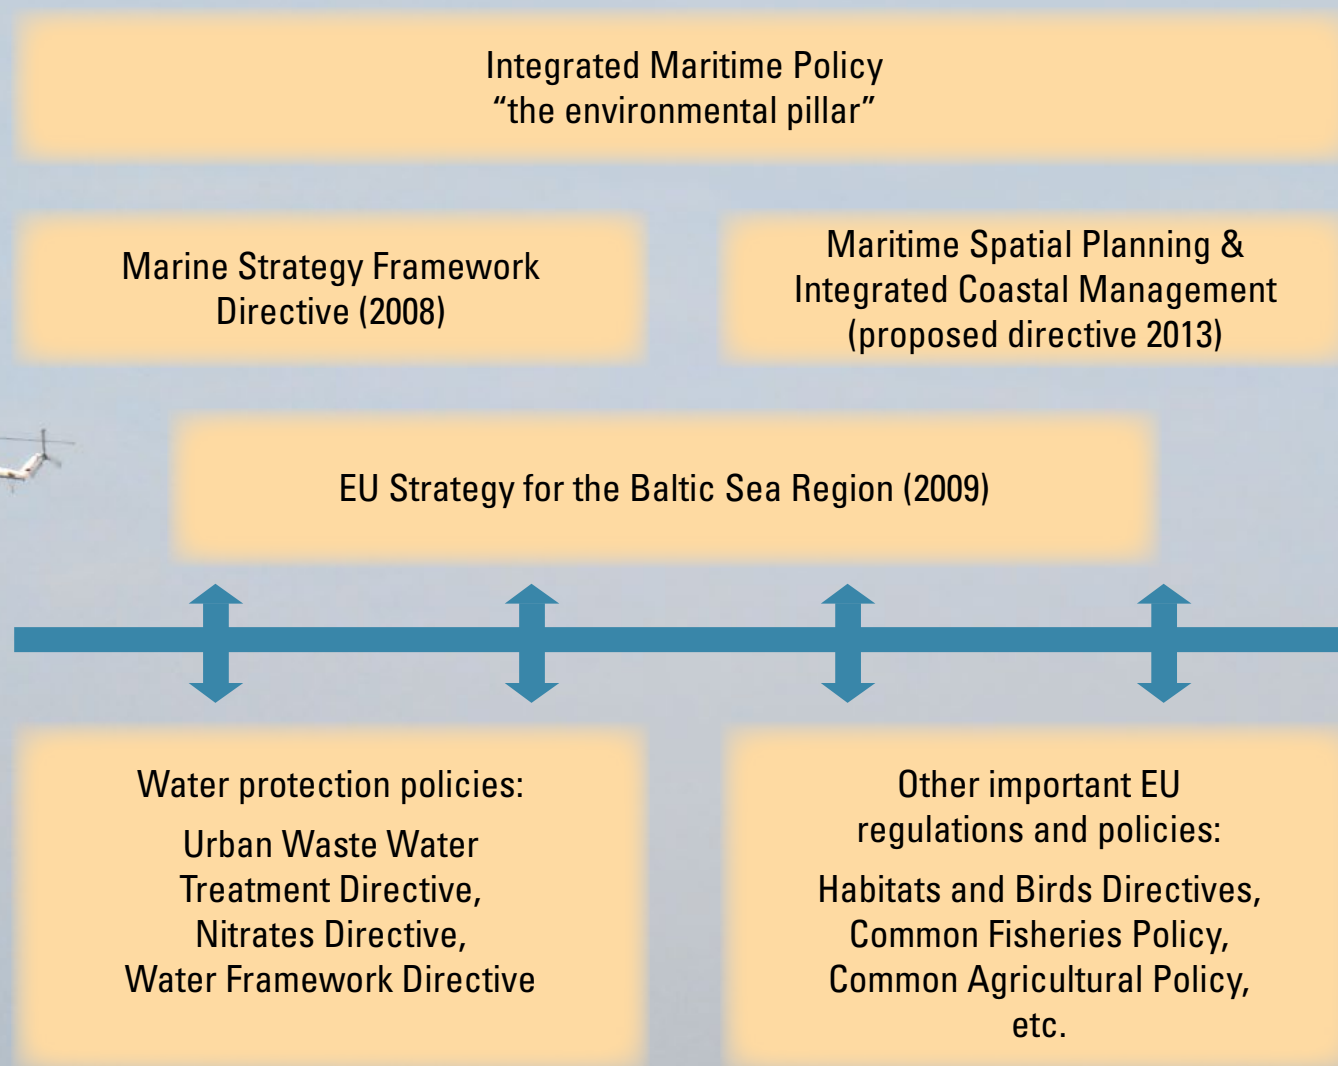 Integrated Maritime Policy
“the environmental pillar”
Marine Strategy Framework
Directive (2008)
Maritime Spatial Planning &
Integrated Coastal Management
(proposed directive 2013)
EU Strategy for the Baltic Sea Region (2009)
Water protection policies:
Urban Waste Water
Treatment Directive,
Nitrates Directive,
Water Framework Directive
Other important EU
regulations and policies:
Habitats and Birds Directives,
Common Fisheries Policy,
Common Agricultural Policy,
etc.